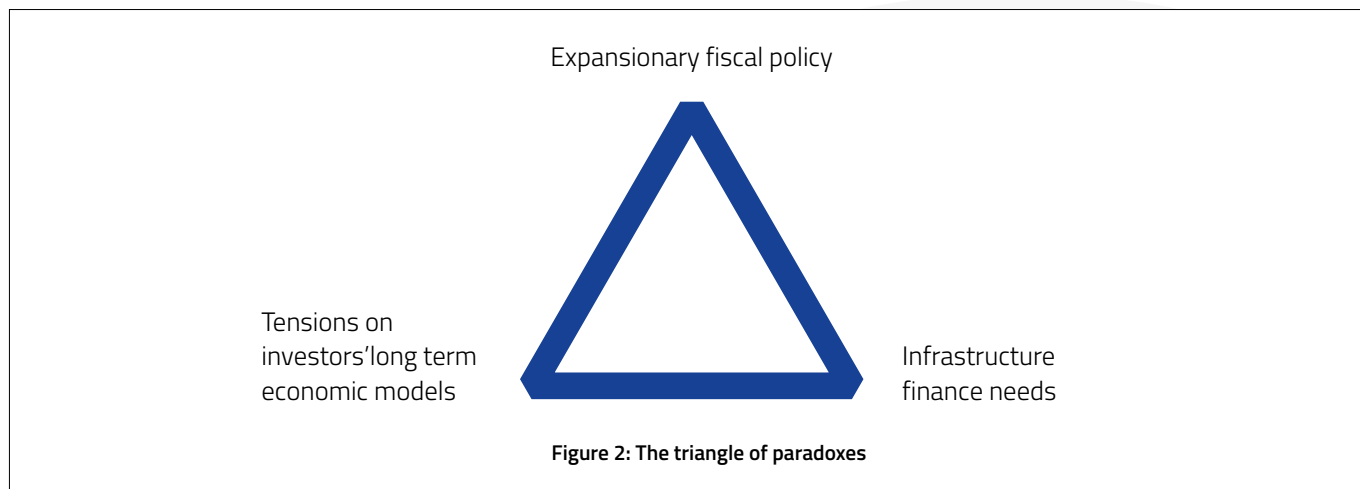 Expansionary fiscal policy
Tensions on
investors'long term
economic models
Infrastructure
finance needs
Figure 2: The triangle of paradoxes